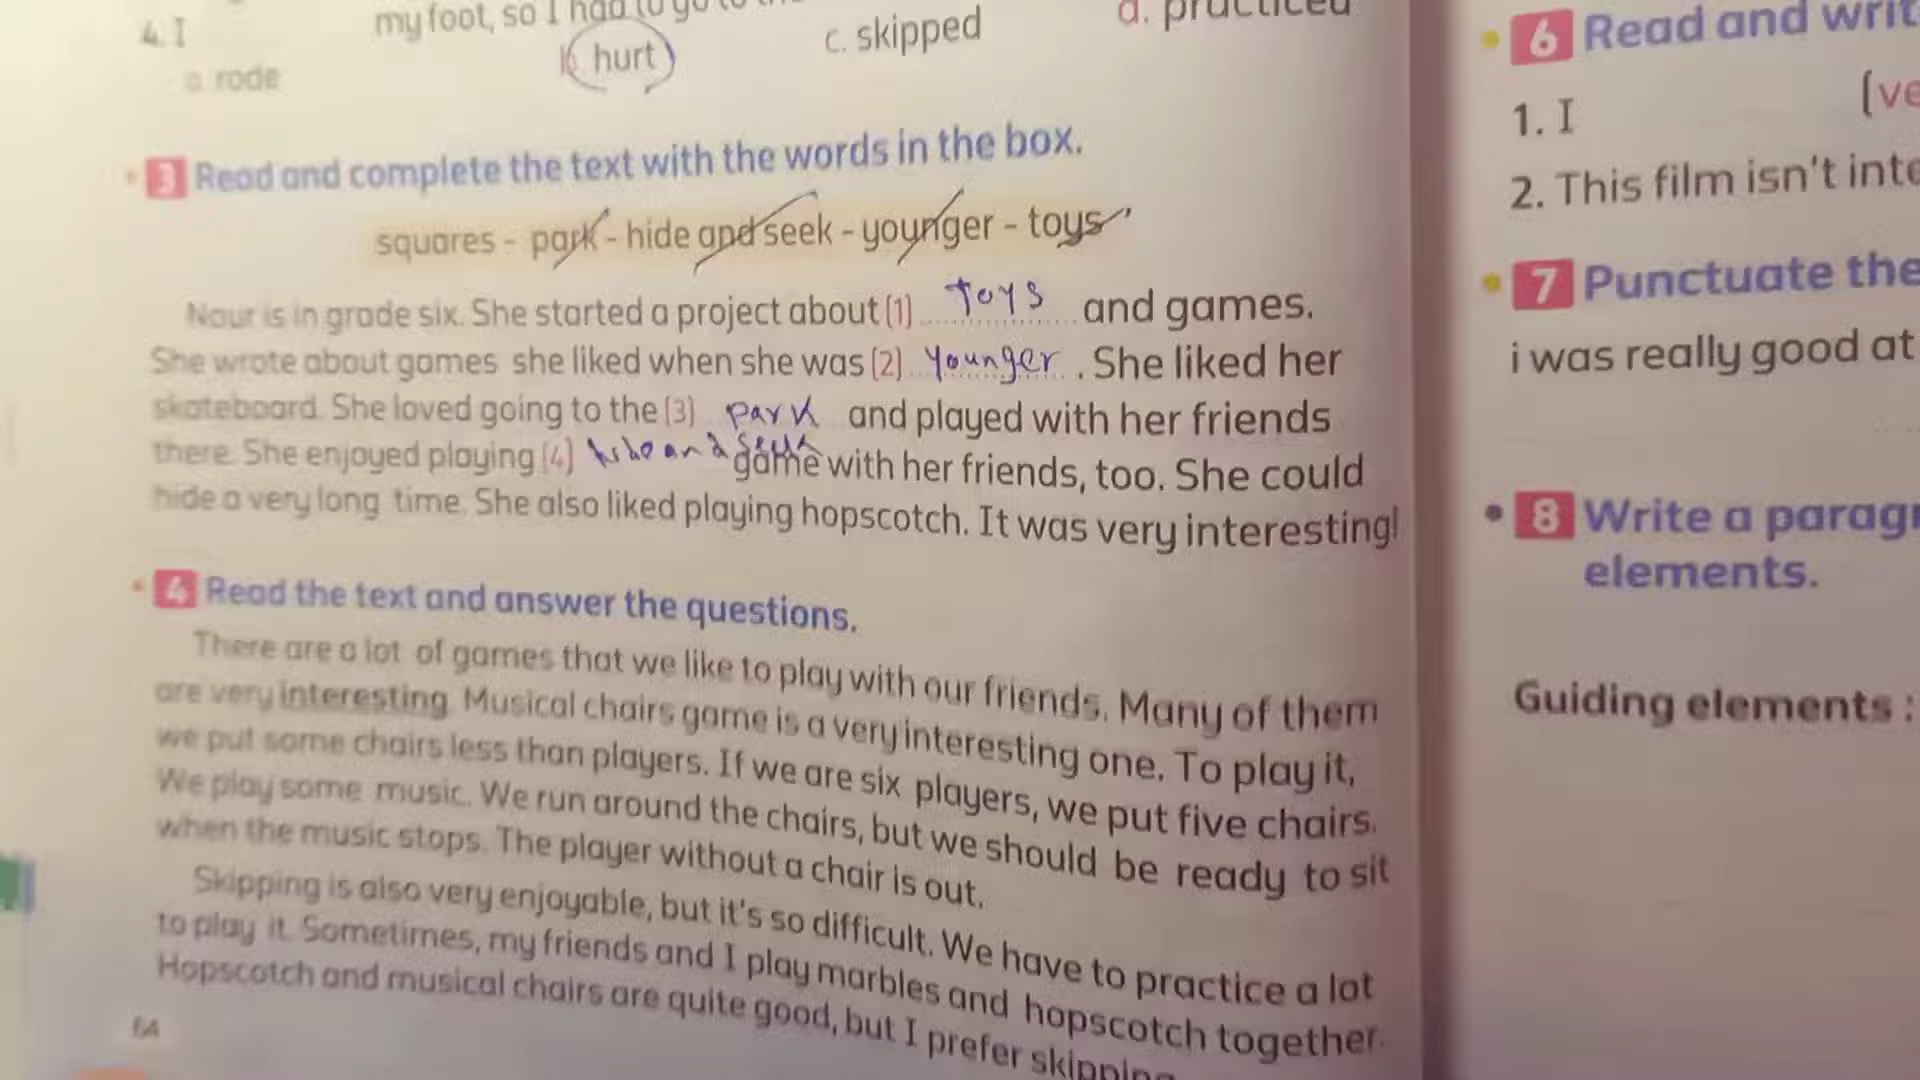 4. I
my foot, so I had to go to
a. rode
b. hurt
c. skipped
d. practiced
3 Read and complete the text with the words in the box.
squares - park - hide and seek - younger - toys
Nour is in grade six. She started a project about (1) Toys and games.
She wrote about games she liked when she was (2) younger. She liked her
skateboard. She loved going to the (3) park and played with her friends
there. She enjoyed playing (4) hide and seek game with her friends, too. She could
hide a very long time. She also liked playing hopscotch. It was very interesting!
4 Read the text and answer the questions.
There are a lot of games that we like to play with our friends. Many of them
are very interesting. Musical chairs game is a very interesting one. To play it,
we put some chairs less than players. If we are six players, we put five chairs.
We play some music. We run around the chairs, but we should be ready to sit
when the music stops. The player without a chair is out.
Skipping is also very enjoyable, but it's so difficult. We have to practice a lot
to play it. Sometimes, my friends and I play marbles and hopscotch together.
Hopscotch and musical chairs are quite good, but I prefer skipping
64
6 Read and writ
1. I (ve
2. This film isn't inte
7 Punctuate the
i was really good at
8 Write a paragr
elements.
Guiding elements :